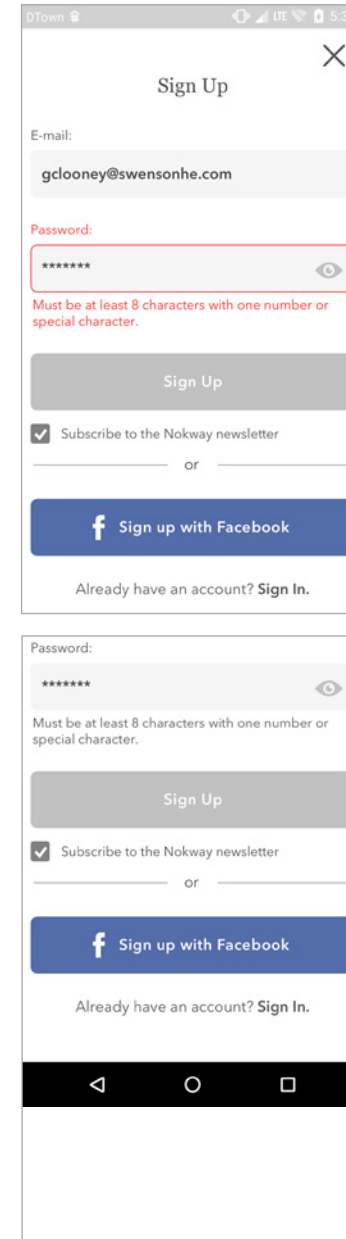 DTown
LTE 5:3
Sign Up
E-mail:
gclooney@swensonhe.com
Password:
*******
Must be at least 8 characters with one number or
special character.
Sign Up
Subscribe to the Nokway newsletter
or
f Sign up with Facebook
Already have an account? Sign In.
Password:
*******
Must be at least 8 characters with one number or
special character.
Sign Up
Subscribe to the Nokway newsletter
or
f Sign up with Facebook
Already have an account? Sign In.